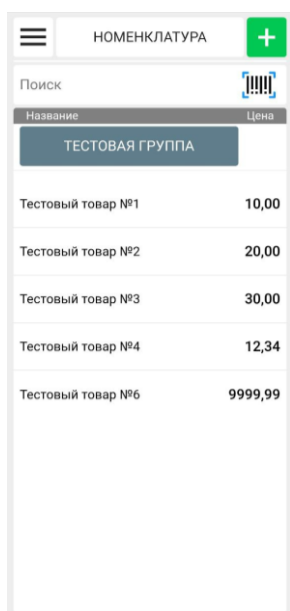 НОМЕНКЛАТУРА
Поиск
Название Цена
ТЕСТОВАЯ ГРУППА
Тестовый товар №1 10,00
Тестовый товар №2 20,00
Тестовый товар №3 30,00
Тестовый товар №4 12,34
Тестовый товар №6 9999,99